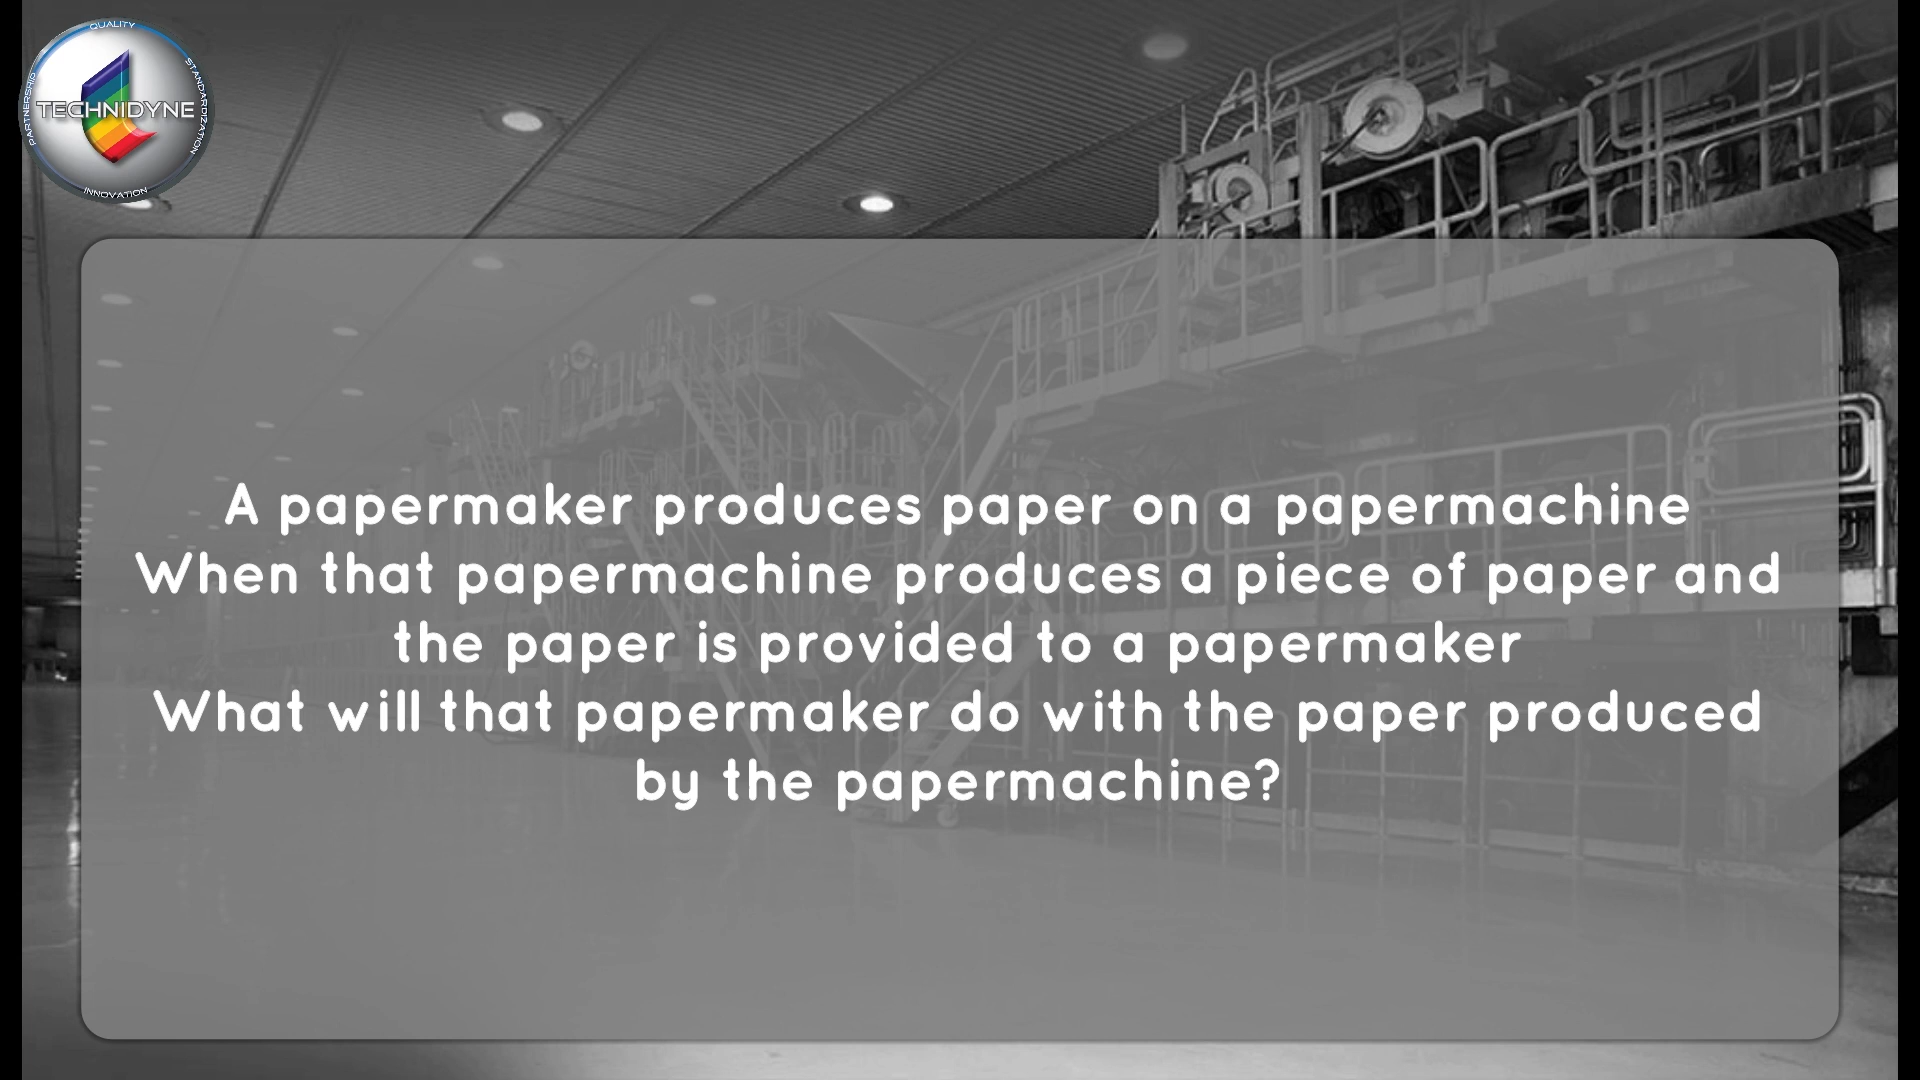 QUALITY
PARTNERSHIP
STANDARDIZATION
TECHNIDYNE
INNOVATION
A papermaker produces paper on a papermachine
When that papermachine produces a piece of paper and
the paper is provided to a papermaker
What will that papermaker do with the paper produced
by the papermachine?